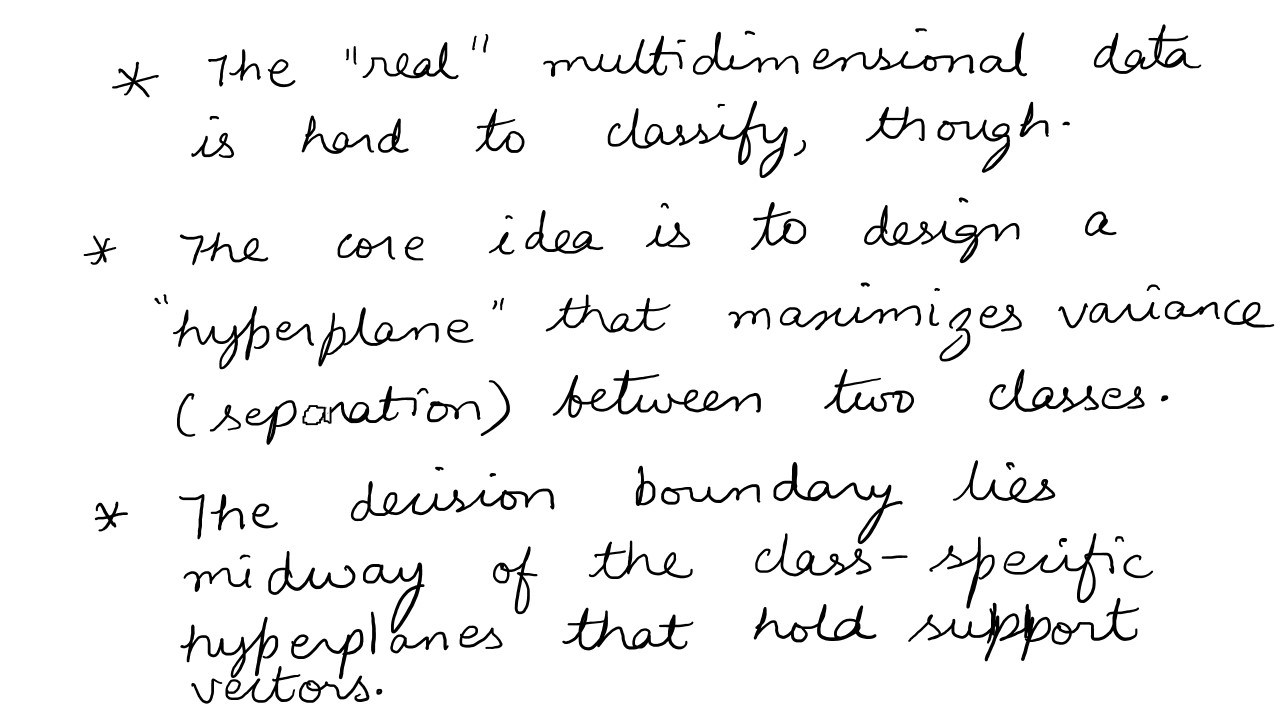 * The "real" multidimensional data
is hard to classify, though.
* The core idea is to design a
"hyperplane" that maximizes variance
(separation) between two classes.
* The decision boundary lies
midway of the class-specific
hyperplanes that hold support
vectors.